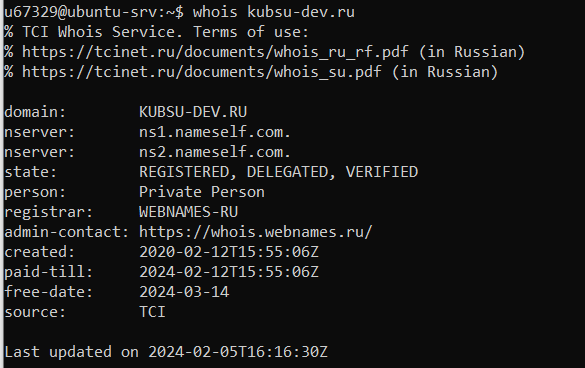 u67329@ubuntu-srv:~$ whois kubsu-dev.ru
% TCI Whois Service. Terms of use:
% https://tcinet.ru/documents/whois_ru_rf.pdf (in Russian)
% https://tcinet.ru/documents/whois_su.pdf (in Russian)

domain:        KUBSU-DEV.RU
nserver:       ns1.nameself.com.
nserver:       ns2.nameself.com.
state:         REGISTERED, DELEGATED, VERIFIED
person:        Private Person
registrar:     WEBNAMES-RU
admin-contact: https://whois.webnames.ru/
created:       2020-02-12T15:55:06Z
paid-till:     2024-02-12T15:55:06Z
free-date:     2024-03-14
source:        TCI

Last updated on 2024-02-05T16:16:30Z